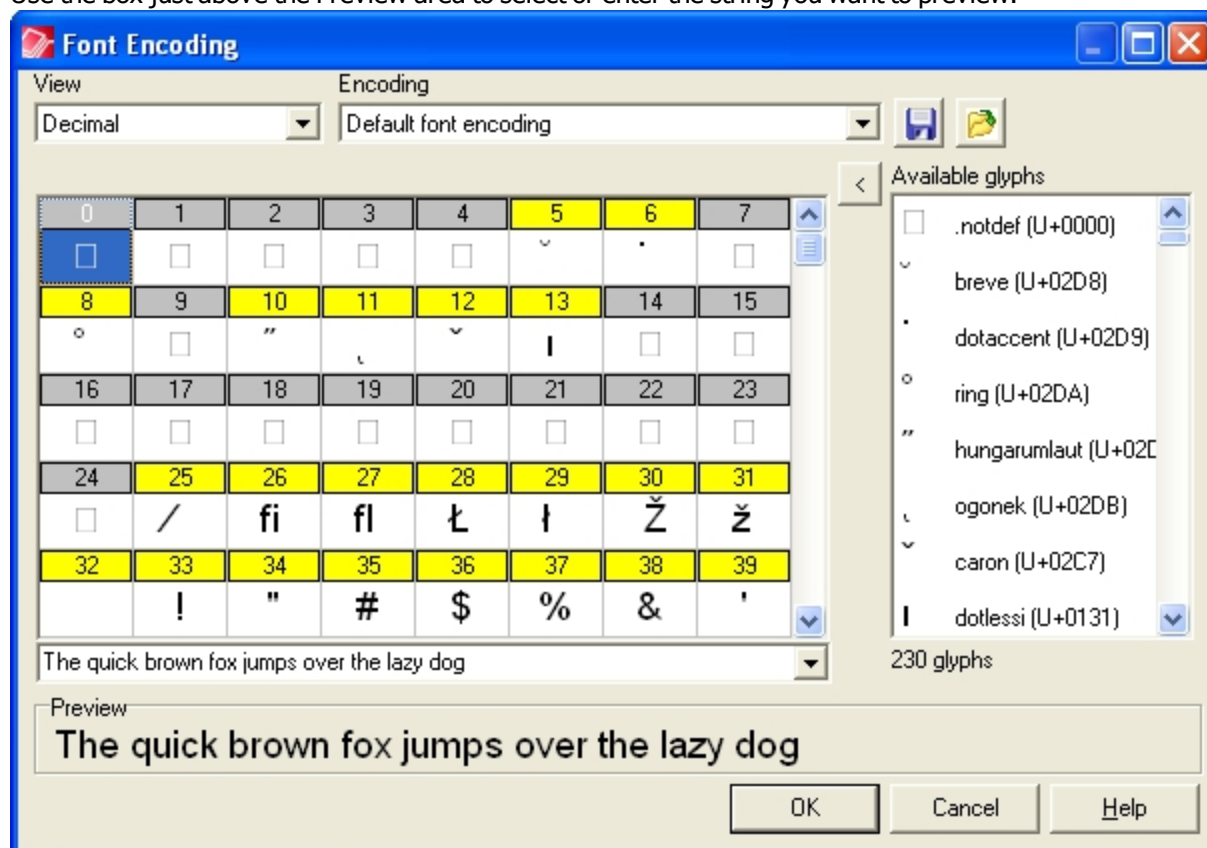 Use the box just above the Preview area to select or enter the string you want to preview.
Font Encoding
View Encoding
Decimal Default font encoding
< Available glyphs
0 1 2 3 4 5 6 7
˘ ˙
8 9 10 11 12 13 14 15
° ˝ ˛ ˇ ı
16 17 18 19 20 21 22 23
24 25 26 27 28 29 30 31
/ fi fl Ł ł Ž ž
32 33 34 35 36 37 38 39
! " # $ % & '
.notdef (U+0000)
˘ breve (U+02D8)
˙ dotaccent (U+02D9)
° ring (U+02DA)
˝ hungarumlaut (U+02D
˛ ogonek (U+02DB)
ˇ caron (U+02C7)
ı dotlessi (U+0131)
The quick brown fox jumps over the lazy dog
230 glyphs
Preview
The quick brown fox jumps over the lazy dog
OK Cancel Help